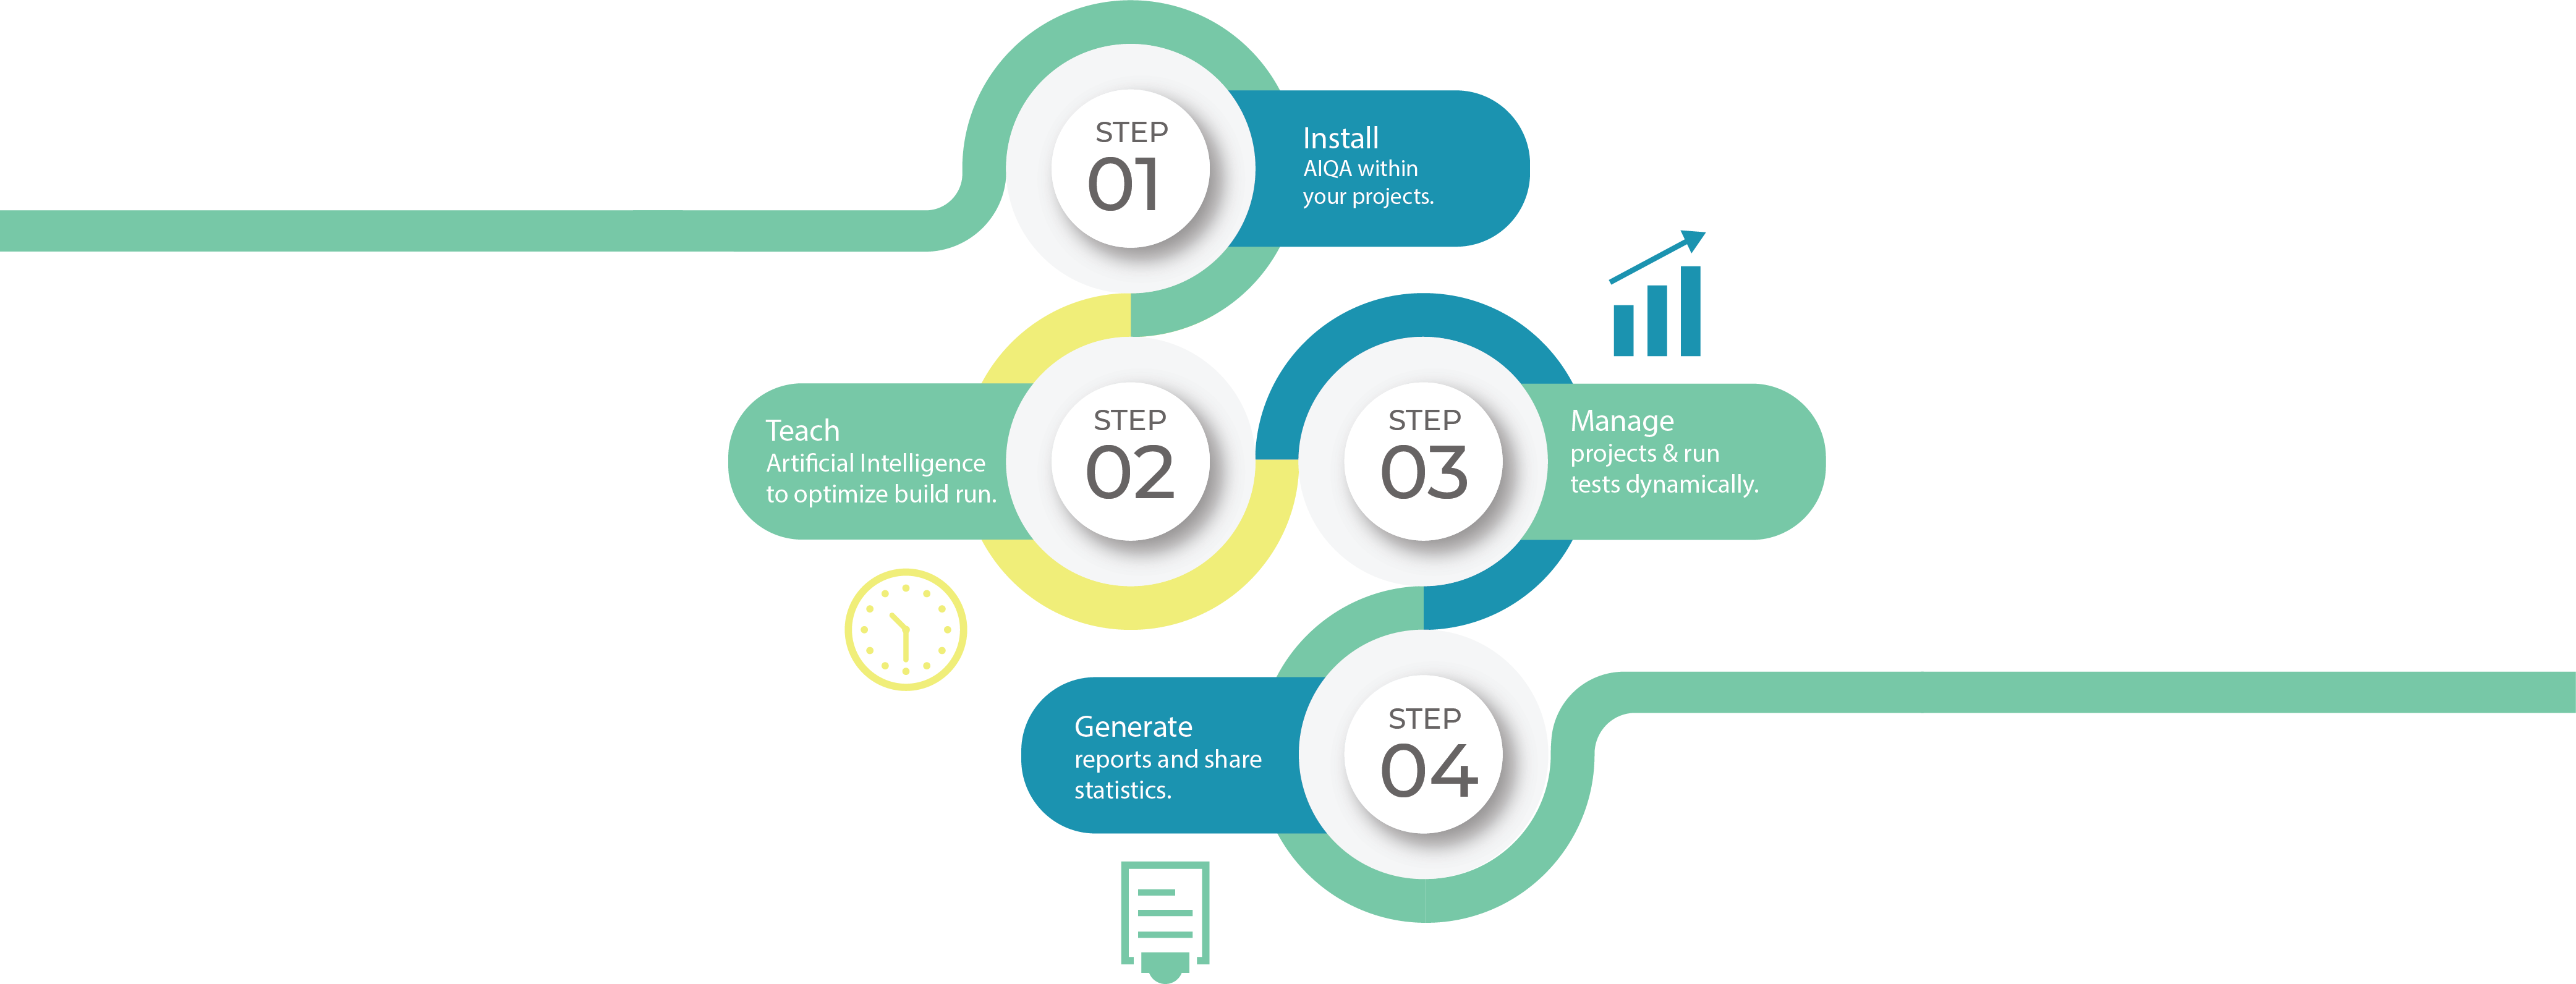 STEP
01
Install
AIQA within
your projects.
STEP
02
Teach
Artificial Intelligence
to optimize build run.
STEP
03
Manage
projects & run
tests dynamically.
STEP
04
Generate
reports and share
statistics.